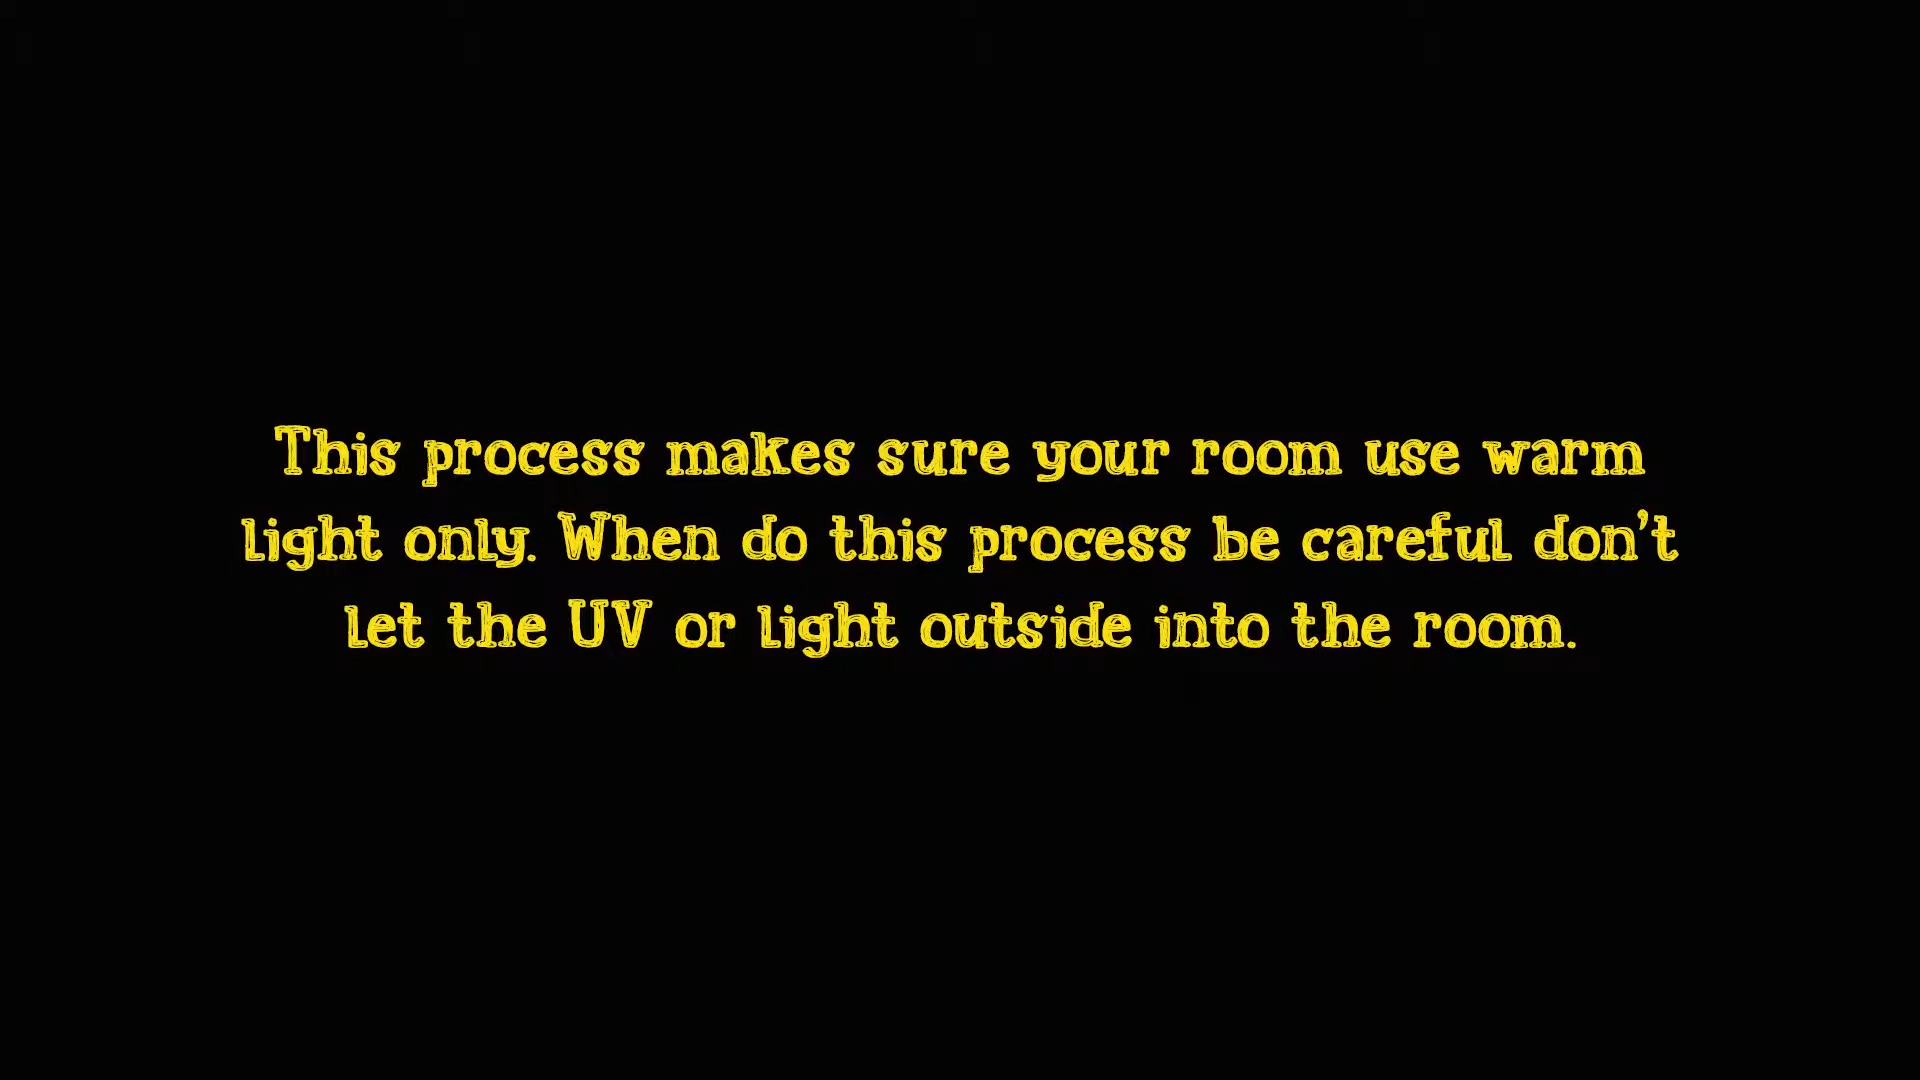 This process makes sure your room use warm
light only. When do this process be careful don't
let the UV or light outside into the room.